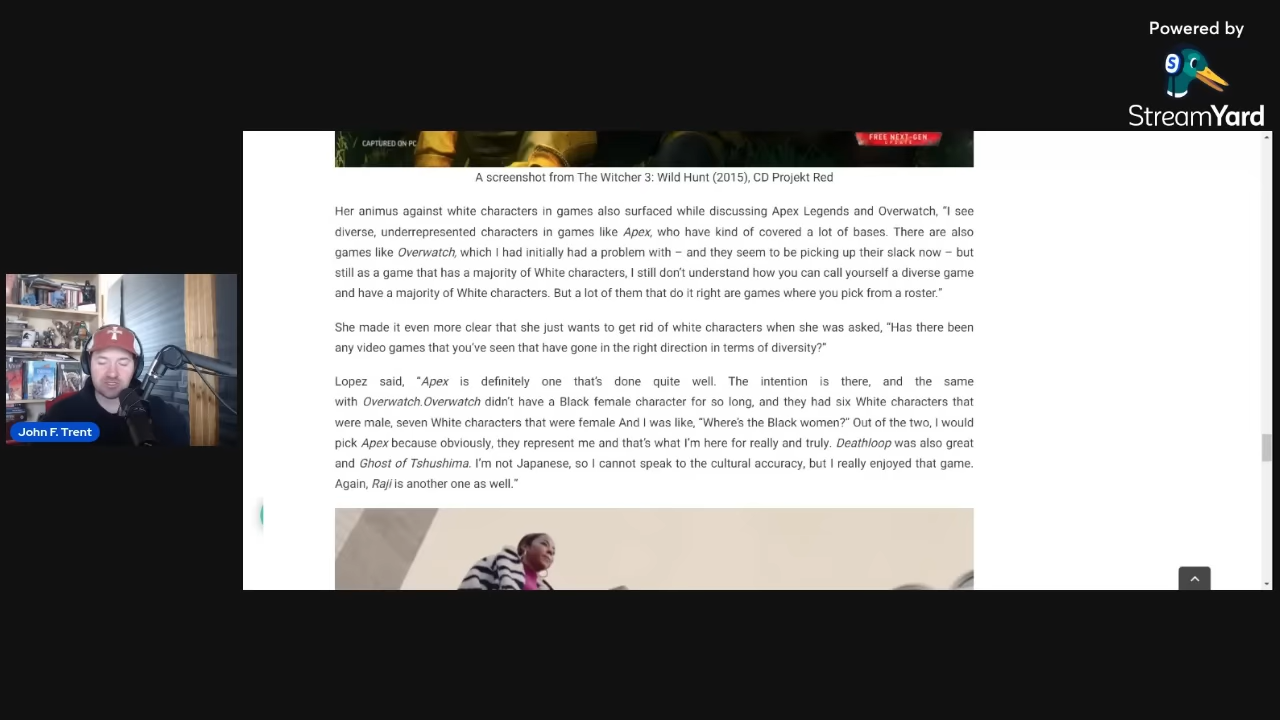 Powered by
S
StreamYard
CAPTURED ON PC
FREE NEXT-GEN
UPDATE
A screenshot from The Witcher 3: Wild Hunt (2015), CD Projekt Red
Her animus against white characters in games also surfaced while discussing Apex Legends and Overwatch, “I see
diverse, underrepresented characters in games like Apex, who have kind of covered a lot of bases. There are also
games like Overwatch, which I had initially had a problem with – and they seem to be picking up their slack now – but
still as a game that has a majority of White characters, I still don’t understand how you can call yourself a diverse game
and have a majority of White characters. But a lot of them that do it right are games where you pick from a roster.”
She made it even more clear that she just wants to get rid of white characters when she was asked, “Has there been
any video games that you’ve seen that have gone in the right direction in terms of diversity?”
Lopez said, “Apex is definitely one that’s done quite well. The intention is there, and the same
with Overwatch.Overwatch didn’t have a Black female character for so long, and they had six White characters that
were male, seven White characters that were female And I was like, “Where’s the Black women?” Out of the two, I would
pick Apex because obviously, they represent me and that’s what I’m here for really and truly. Deathloop was also great
and Ghost of Tshushima. I’m not Japanese, so I cannot speak to the cultural accuracy, but I really enjoyed that game.
Again, Raji is another one as well.”
John F. Trent